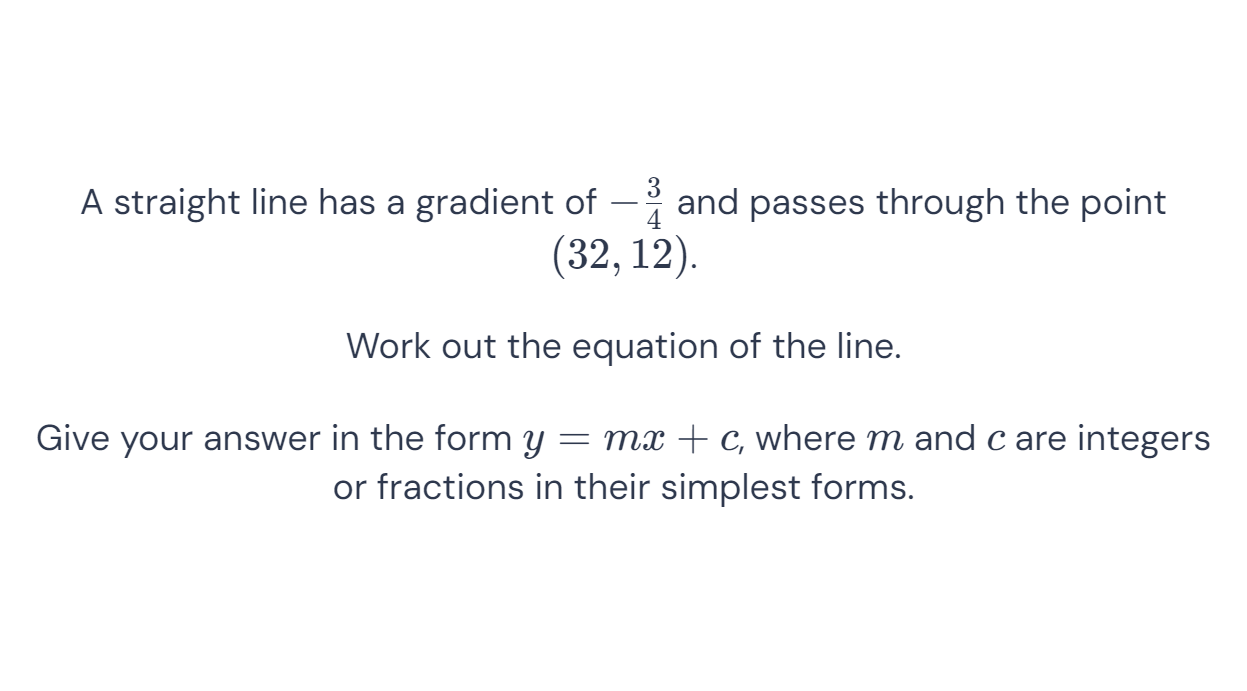 A straight line has a gradient of $-\frac{3}{4}$ and passes through the point
$(32, 12)$.
Work out the equation of the line.
Give your answer in the form $y = mx + c$, where $m$ and $c$ are integers
or fractions in their simplest forms.